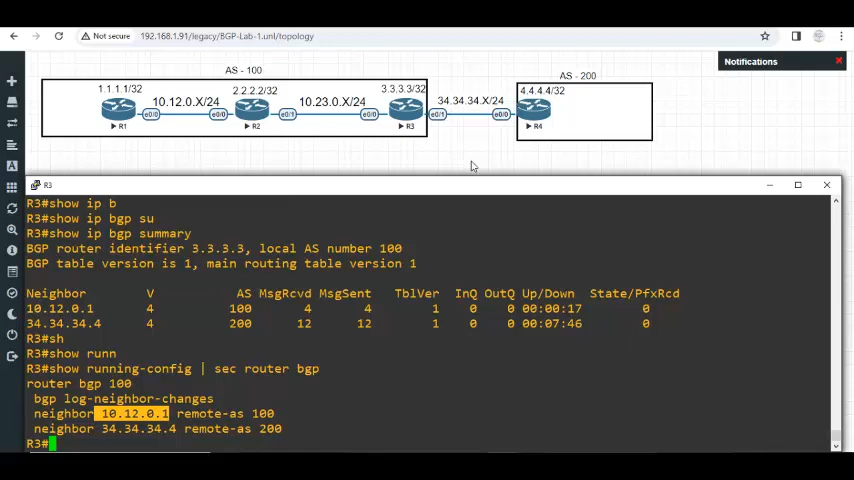 Not secure
192.168.1.91/legacy/BGP-Lab-1.unl/topology
Notifications
AS - 100
AS - 200
1.1.1.1/32
10.12.0.X/24
2.2.2.2/32
10.23.0.X/24
3.3.3.3/32
34.34.34.X/24
4.4.4.4/32
e0/0
e0/0
e0/1
e0/0
e0/1
e0/0
R1
R2
R3
R4
R3
R3#show ip b
R3#show ip bgp su
R3#show ip bgp summary
BGP router identifier 3.3.3.3, local AS number 100
BGP table version is 1, main routing table version 1
Neighbor V AS MsgRcvd MsgSent TblVer InQ OutQ Up/Down State/PfxRcd
10.12.0.1 4 100 4 4 1 0 0 00:00:17 0
34.34.34.4 4 200 12 12 1 0 0 00:07:46 0
R3#sh
R3#show runn
R3#show running-config | sec router bgp
router bgp 100
bgp log-neighbor-changes
neighbor 10.12.0.1 remote-as 100
neighbor 34.34.34.4 remote-as 200
R3#